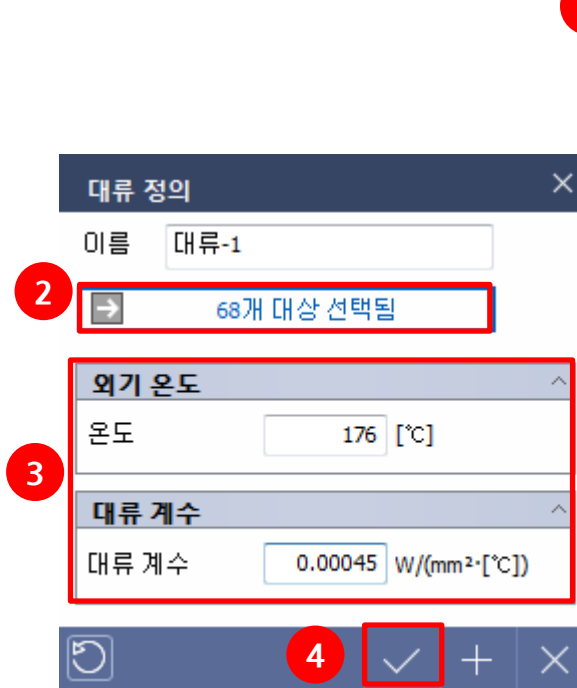 대류 정의
이름 대류-1
2
68개 대상 선택됨
외기 온도
온도 176 [℃]
3
대류 계수
대류 계수 0.00045 W/(mm²·[℃])
4